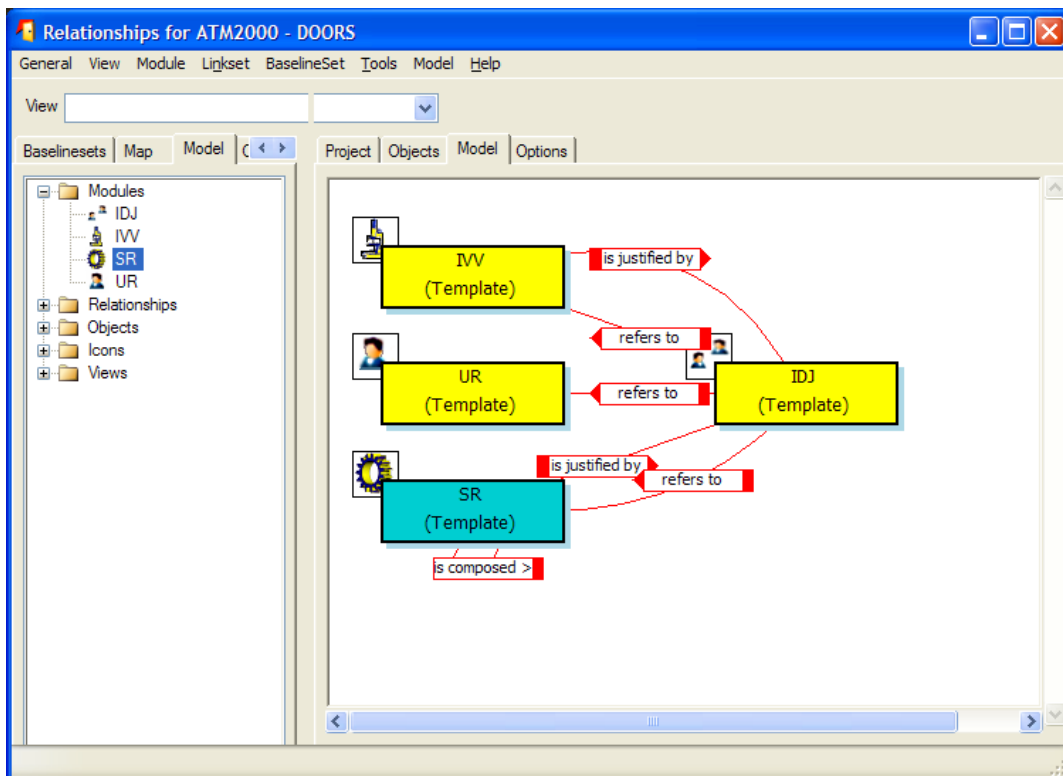 Relationships for ATM2000 - DOORS
General View Module Linkset BaselineSet Tools Model Help
View
Baselinesets Map Model
Project Objects Model Options
Modules
IDJ
IVV
SR
UR
Relationships
Objects
Icons
Views
IVV
(Template)
is justified by
refers to
UR
(Template)
refers to
IDJ
(Template)
is justified by
refers to
SR
(Template)
is composed >